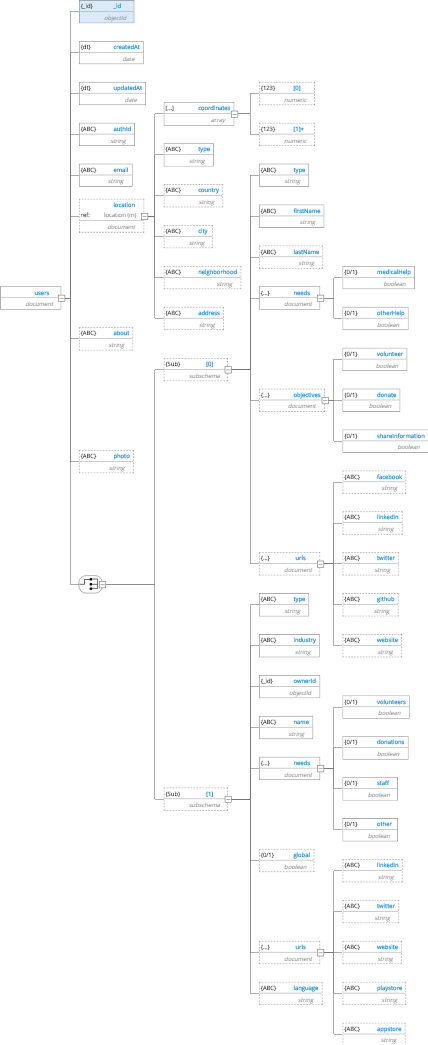 {_id} _id
objectId
{dt} createdAt
date
{dt} updatedAt
date
{ABC} authId
string
{ABC} email
string
location
ref: location (m)
document
users
document
{ABC} about
string
{ABC} photo
string
[...] coordinates
array
{123} [0]
numeric
{123} [1]+
numeric
{ABC} type
string
{ABC} country
string
{ABC} city
string
{ABC} neighborhood
string
{ABC} address
string
{Sub} [0]
subschema
{ABC} type
string
{ABC} firstName
string
{ABC} lastName
string
{...} needs
document
{0/1} medicalHelp
boolean
{0/1} otherHelp
boolean
{...} objectives
document
{0/1} volunteer
boolean
{0/1} donate
boolean
{0/1} shareInformation
boolean
{...} urls
document
{ABC} facebook
string
{ABC} linkedin
string
{ABC} twitter
string
{ABC} github
string
{ABC} website
string
{Sub} [1]
subschema
{ABC} type
string
{ABC} industry
string
{_id} ownerId
objectId
{ABC} name
string
{...} needs
document
{0/1} volunteers
boolean
{0/1} donations
boolean
{0/1} staff
boolean
{0/1} other
boolean
{0/1} global
boolean
{...} urls
document
{ABC} linkedin
string
{ABC} twitter
string
{ABC} website
string
{ABC} playstore
string
{ABC} appstore
string
{ABC} language
string